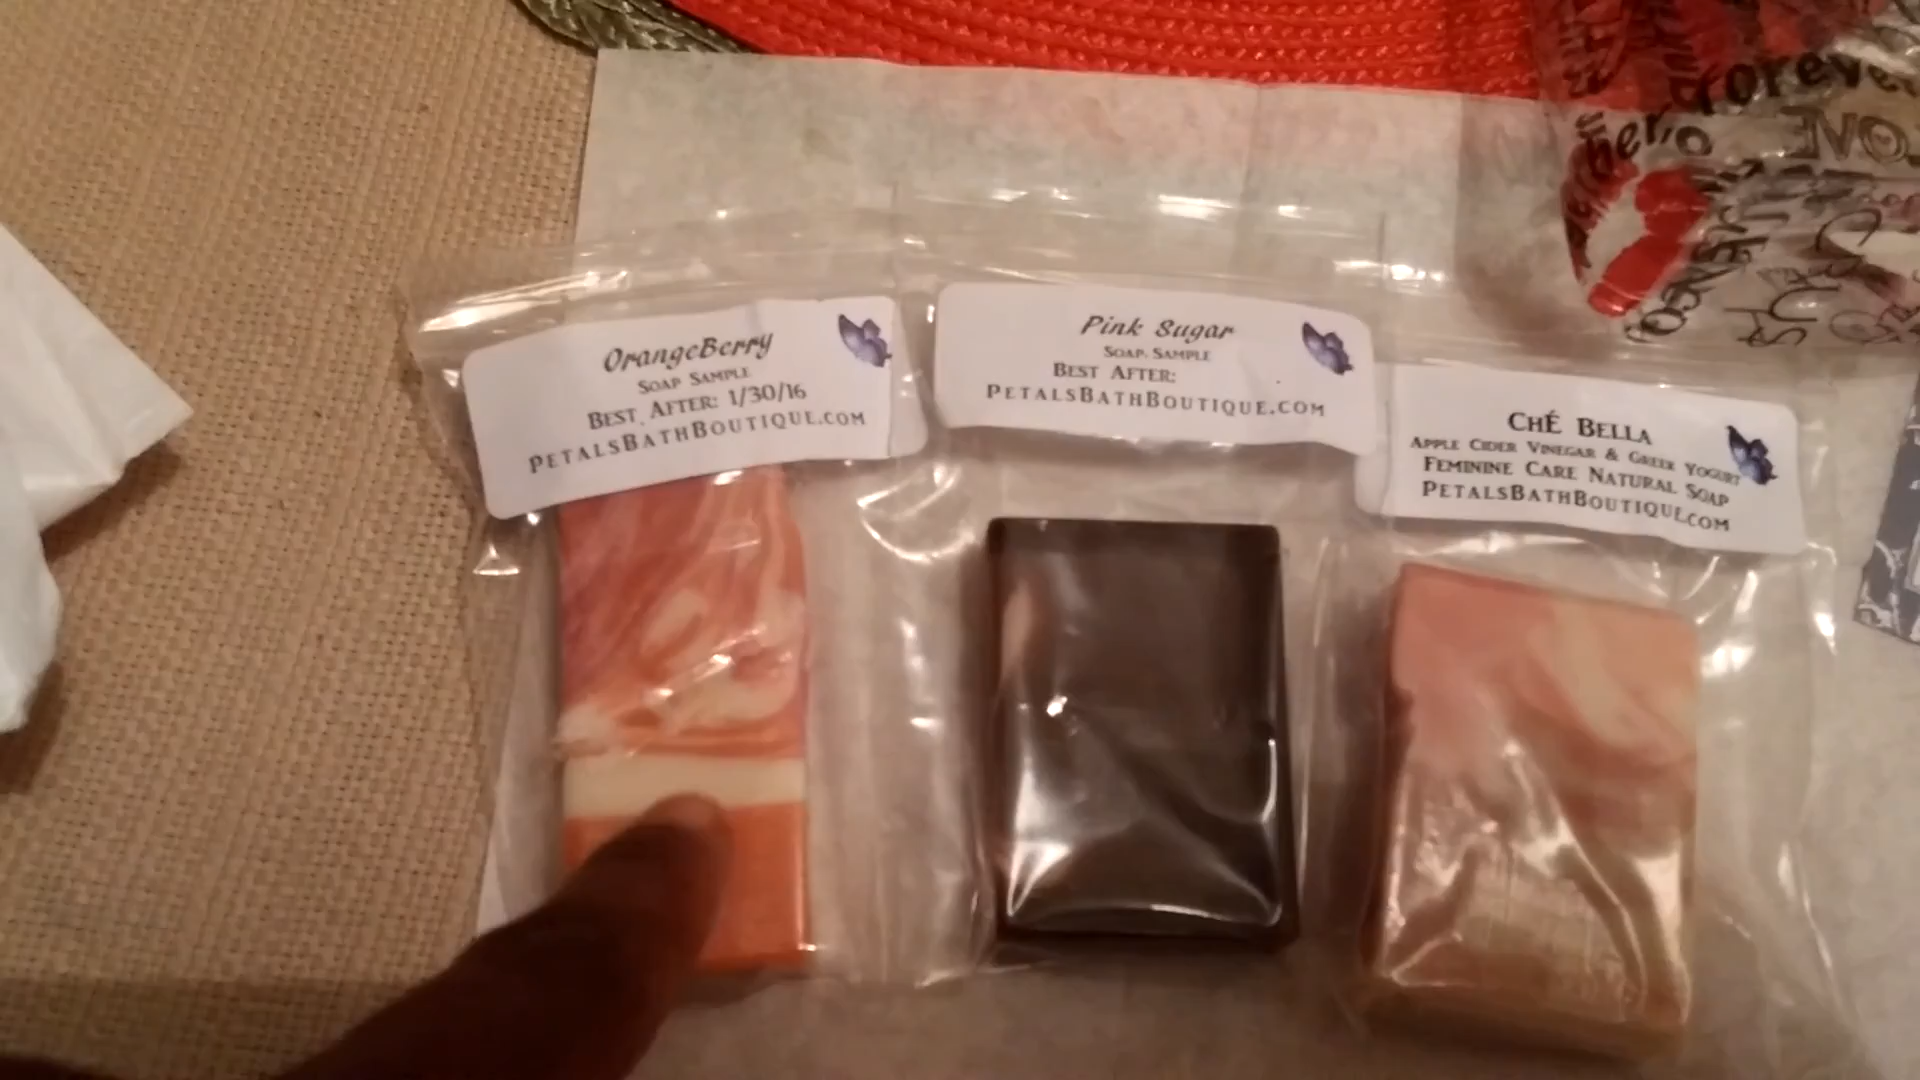 OrangeBerry
Soap Sample
Best After: 1/30/16
PetalsBathBoutique.com
Pink Sugar
Soap Sample
Best After:
PetalsBathBoutique.com
Ché Bella
Apple Cider Vinegar & Greek Yogurt
Feminine Care Natural Soap
PetalsBathBoutique.com
forever